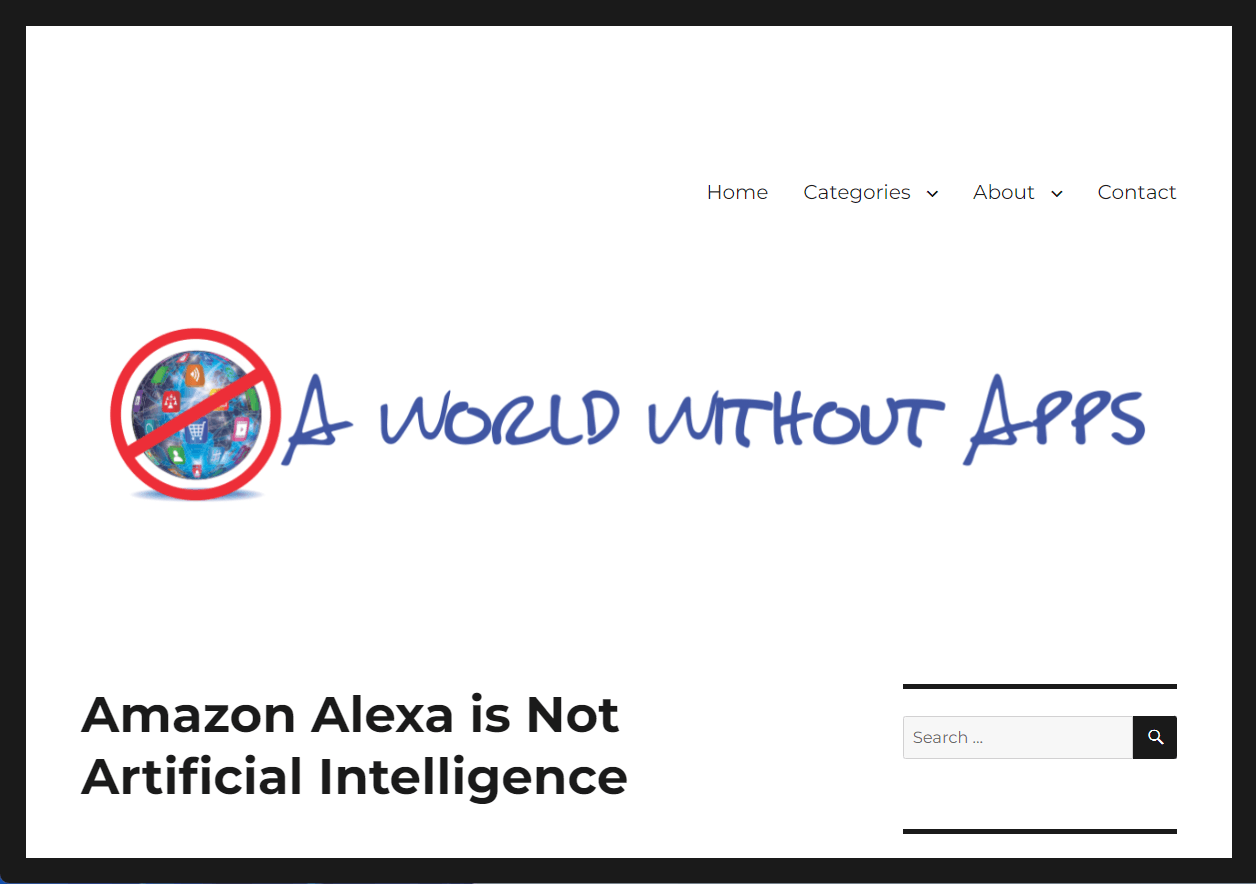 Home Categories About Contact
A WORLD WITHOUT APPS
Amazon Alexa is Not
Artificial Intelligence
Search ...